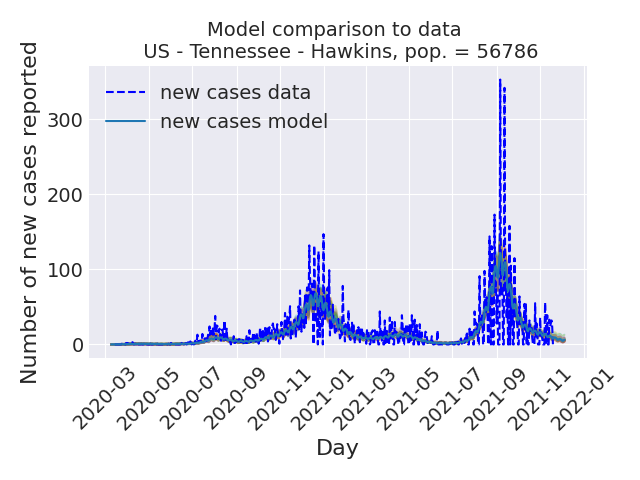 Model comparison to data
US - Tennessee - Hawkins, pop. = 56786
Number of new cases reported
new cases data
new cases model
300
200
100
0
2020-03
2020-05
2020-07
2020-09
2020-11
2021-01
2021-03
2021-05
2021-07
2021-09
2021-11
2022-01
Day